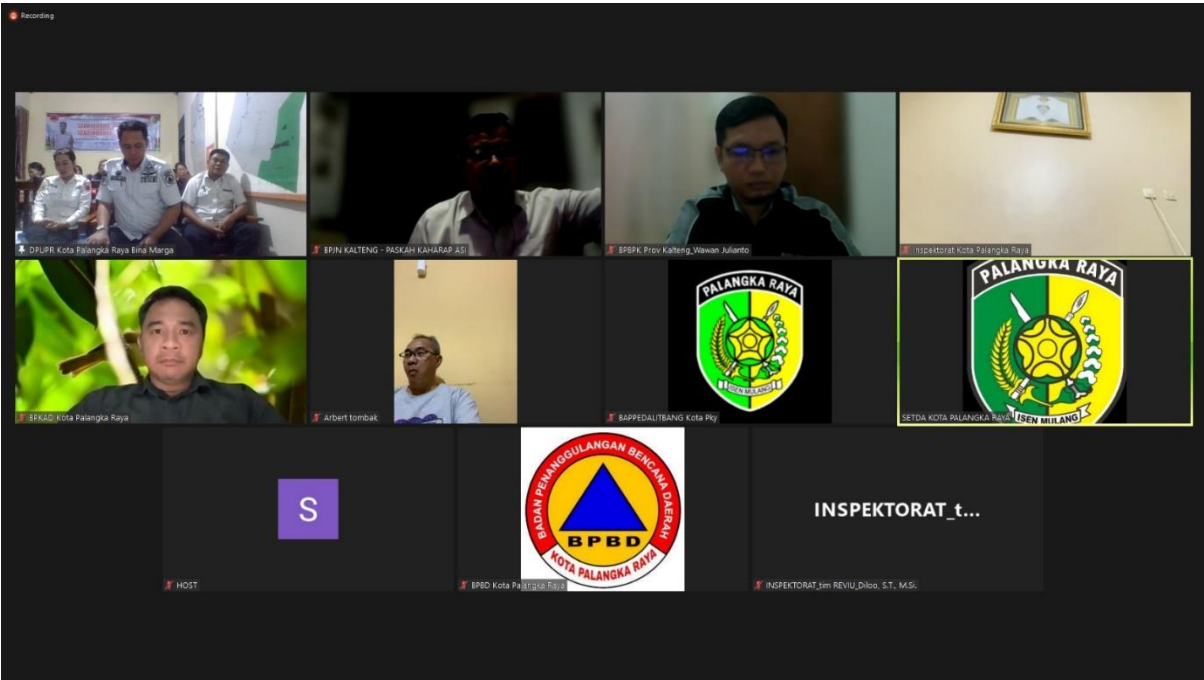 Recording
DPUPR Kota Palangka Raya Bina Marga
BPJN KALTENG - PASKAH KAHARAP ASI
BPBPK Prov Kalteng_Wawan Julianto
Inspektorat Kota Palangka Raya
BPKAD Kota Palangka Raya
Arbert tombak
PALANGKA RAYA
ISEN MULANG
BAPPEDALITBANG Kota Pky
PALANGKA RAYA
ISEN MULANG
SETDA KOTA PALANGKA RAYA
S
HOST
BADAN PENANGGULANGAN BENCANA DAERAH
BPBD
KOTA PALANGKA RAYA
BPBD Kota Palangka Raya
INSPEKTORAT_t...
INSPEKTORAT_tim REVIU_Diloo, S.T., M.Si.